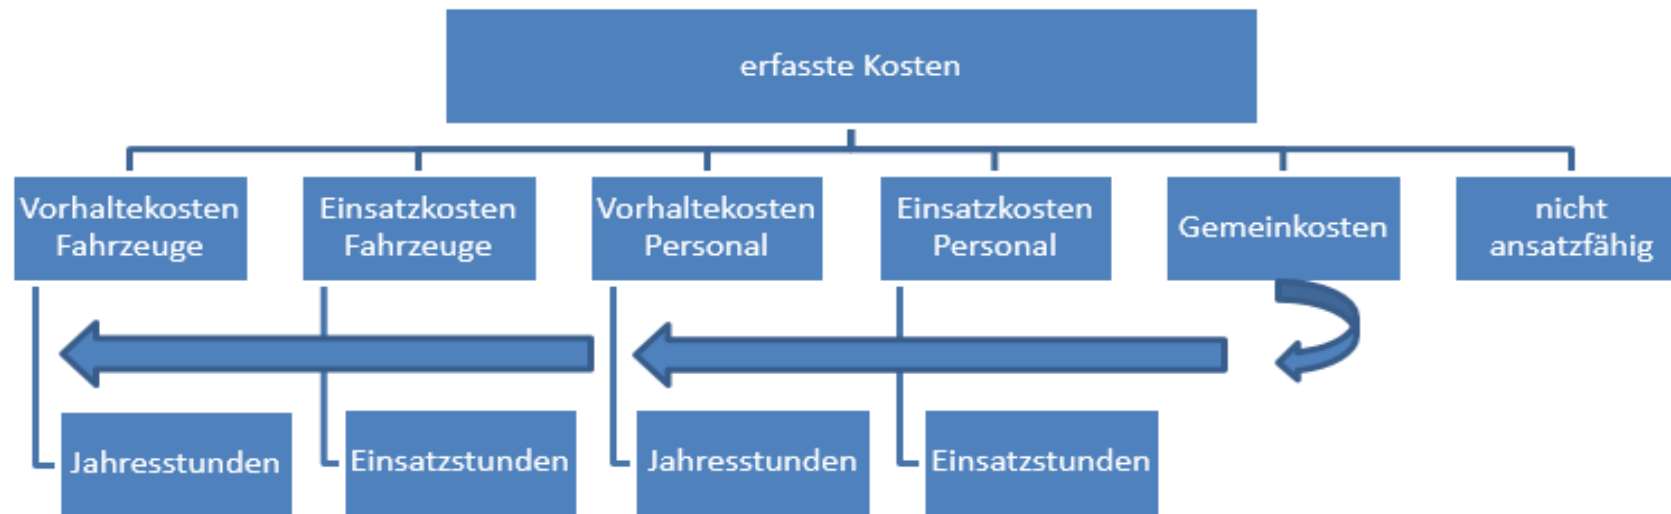 erfasste Kosten
Vorhaltekosten
Fahrzeuge
Einsatzkosten
Fahrzeuge
Vorhaltekosten
Personal
Einsatzkosten
Personal
Gemeinkosten
nicht
ansatzfähig
Jahresstunden
Einsatzstunden
Jahresstunden
Einsatzstunden